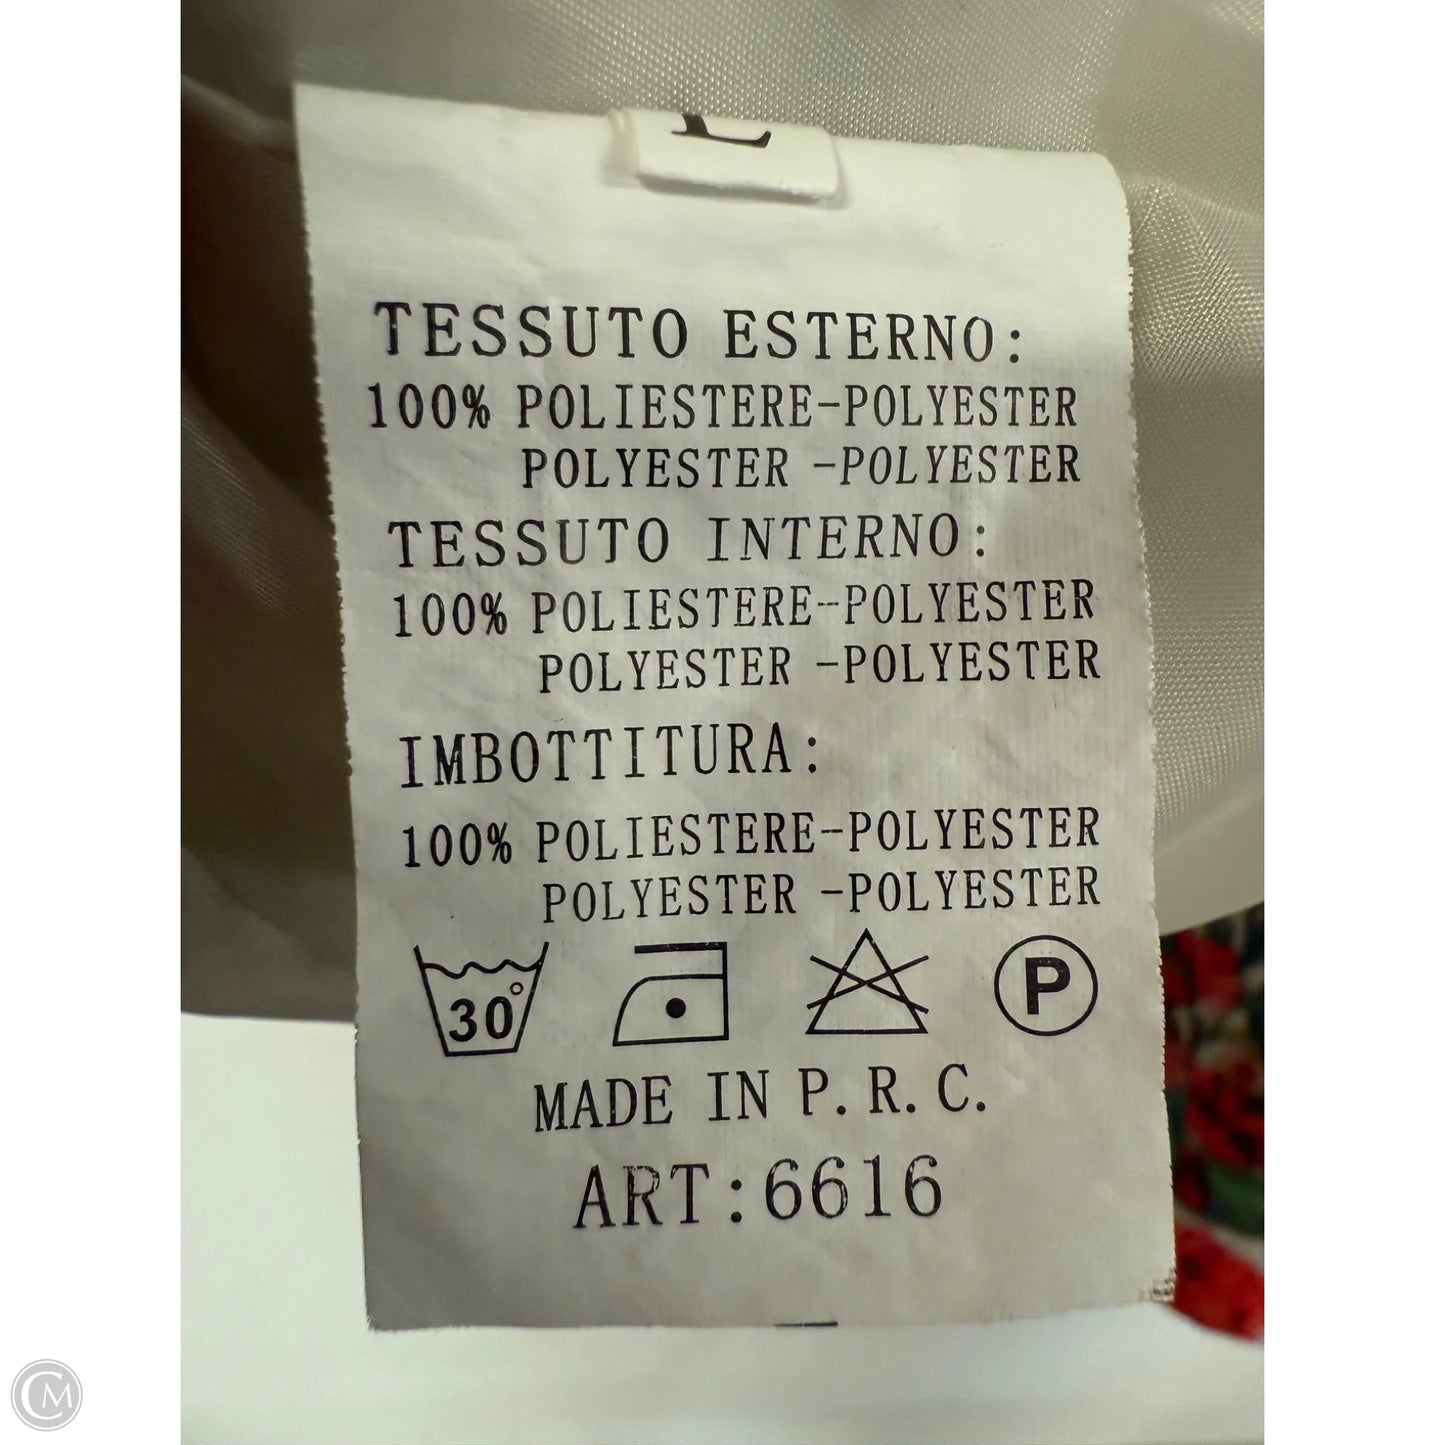 TESSUTO ESTERNO:
100% POLIESTERE-POLYESTER
POLYESTER -POLYESTER
TESSUTO INTERNO:
100% POLIESTERE-POLYESTER
POLYESTER -POLYESTER
IMBOTTITURA:
100% POLIESTERE-POLYESTER
POLYESTER -POLYESTER
30°
P
MADE IN P.R.C.
ART:6616
CM